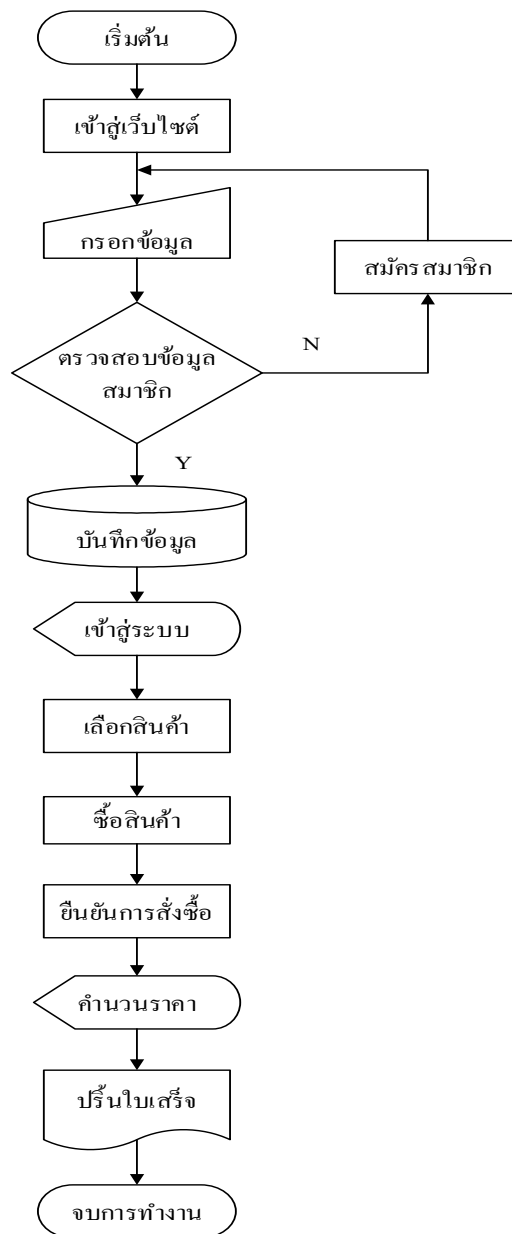 เริ่มต้น
เข้าสู่เว็บไซต์
กรอกข้อมูล
สมัครสมาชิก
ตรวจสอบข้อมูล
สมาชิก
N
Y
บันทึกข้อมูล
เข้าสู่ระบบ
เลือกสินค้า
ซื้อสินค้า
ยืนยันการสั่งซื้อ
คำนวนราคา
ปริ้นใบเสร็จ
จบการทำงาน